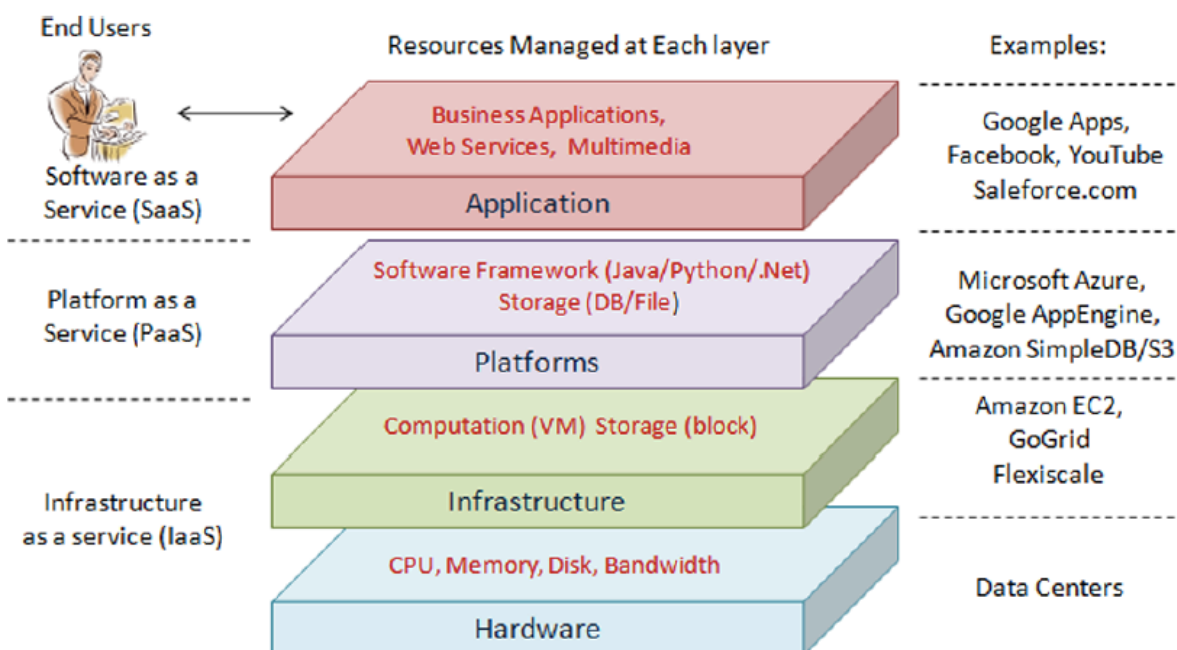 End Users
Resources Managed at Each layer
Examples:
Business Applications,
Web Services, Multimedia
Application
Software as a
Service (SaaS)
Google Apps,
Facebook, YouTube
Saleforce.com
Software Framework (Java/Python/.Net)
Storage (DB/File)
Platforms
Platform as a
Service (PaaS)
Microsoft Azure,
Google AppEngine,
Amazon SimpleDB/S3
Computation (VM) Storage (block)
Infrastructure
Amazon EC2,
GoGrid
Flexiscale
Infrastructure
as a service (IaaS)
CPU, Memory, Disk, Bandwidth
Hardware
Data Centers